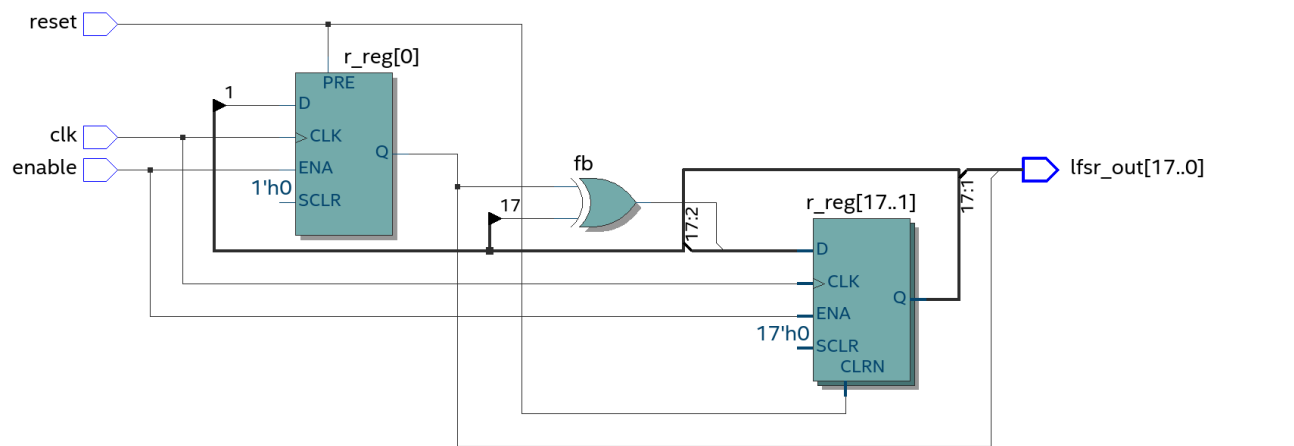 reset
r_reg[0]
PRE
1
D
clk
CLK
Q
fb
enable
ENA
lfsr_out[17..0]
1'h0
SCLR
17
r_reg[17..1]
17:2
17:1
D
CLK
Q
ENA
17'h0
SCLR
CLRN